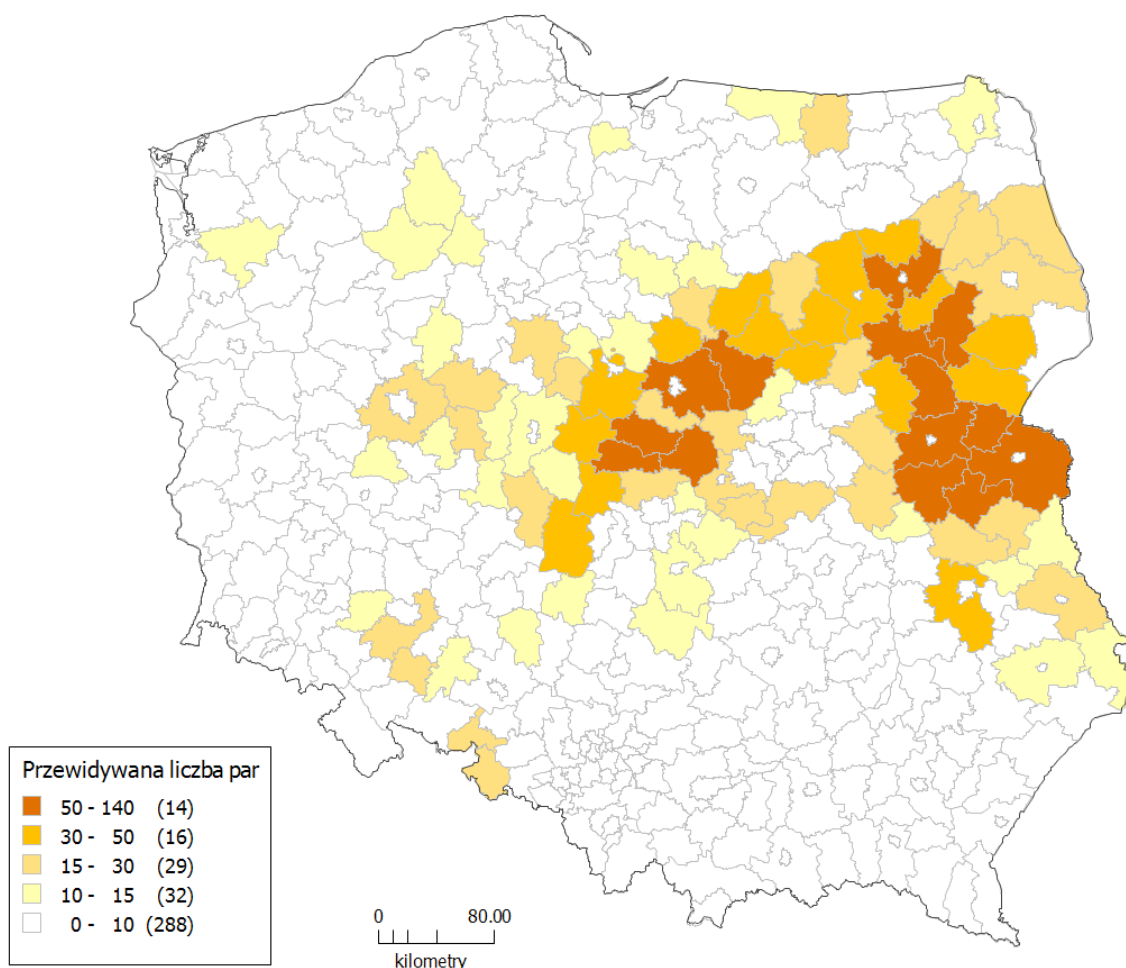 Przewidywana liczba par
50 - 140 (14)
30 - 50 (16)
15 - 30 (29)
10 - 15 (32)
0 - 10 (288)
0 80.00
kilometry